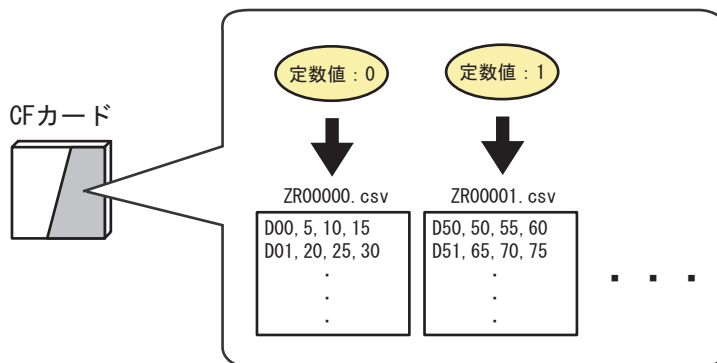 定数値：0
定数値：1
CFカード
ZR00000.csv
ZR00001.csv
D00, 5, 10, 15
D01, 20, 25, 30
D50, 50, 55, 60
D51, 65, 70, 75